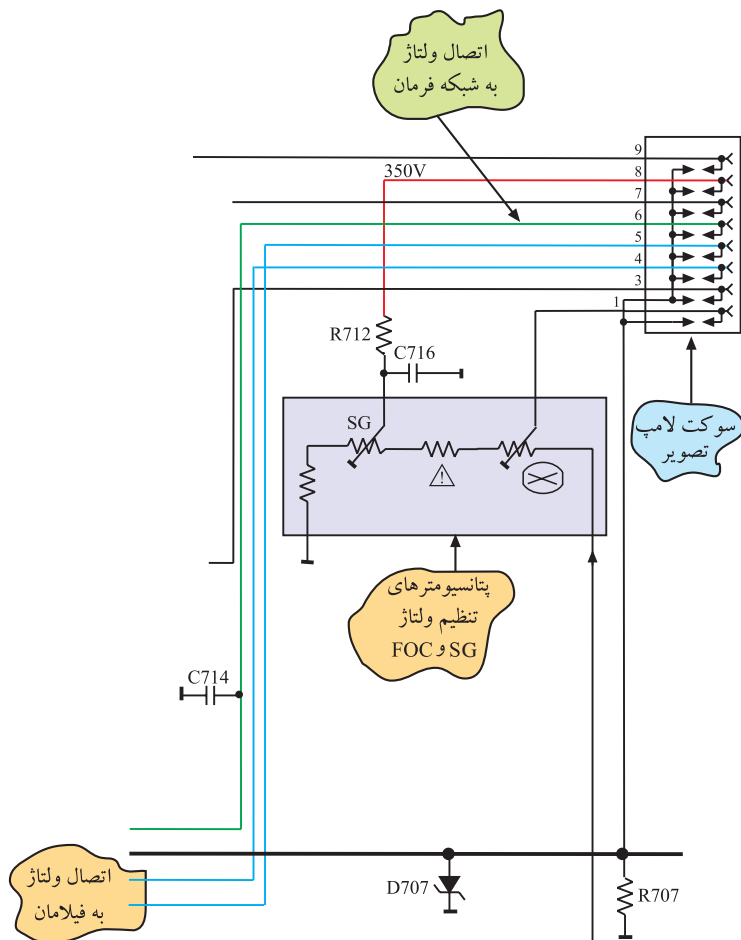 اتصال ولتاژ
به شبکه فرمان
9
350V
8
7
6
5
4
3
1
R712
C716
SG
سوکت لامپ
تصویر
پتانسیومترهای
تنظیم ولتاژ
SG و FOC
C714
اتصال ولتاژ
به فیلامان
D707
R707